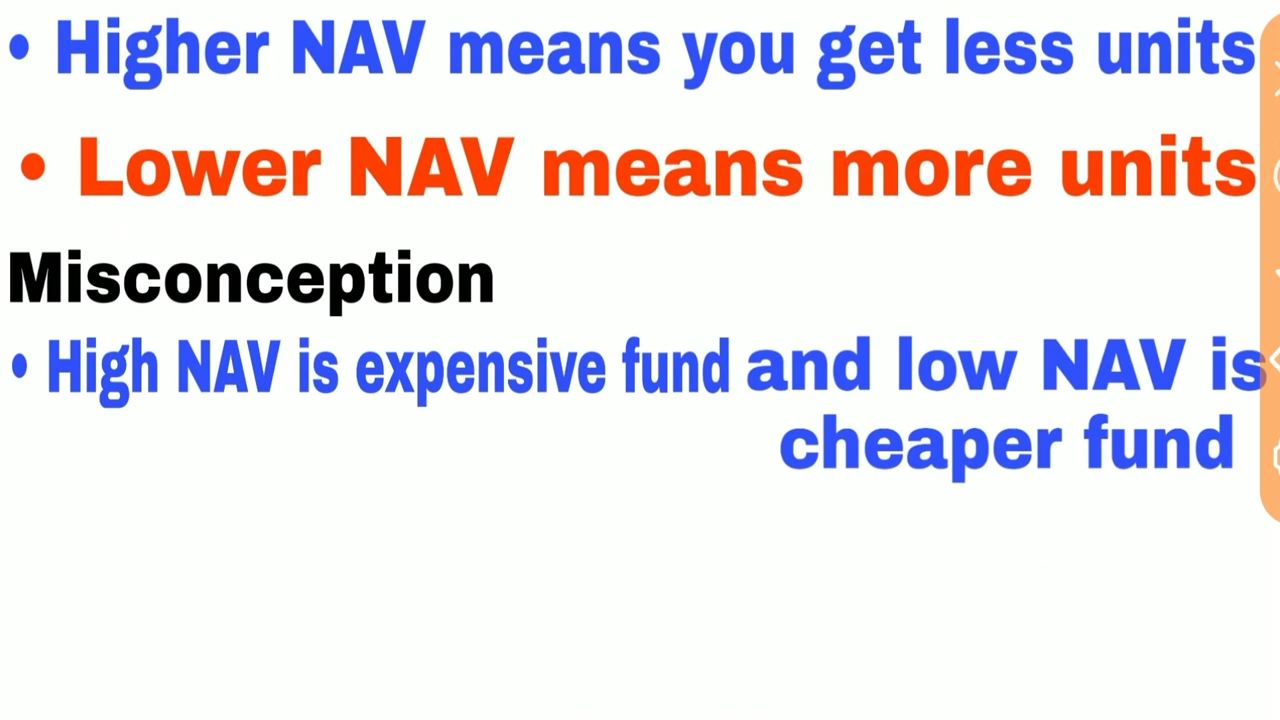 • Higher NAV means you get less units
• Lower NAV means more units
Misconception
• High NAV is expensive fund and low NAV is
cheaper fund